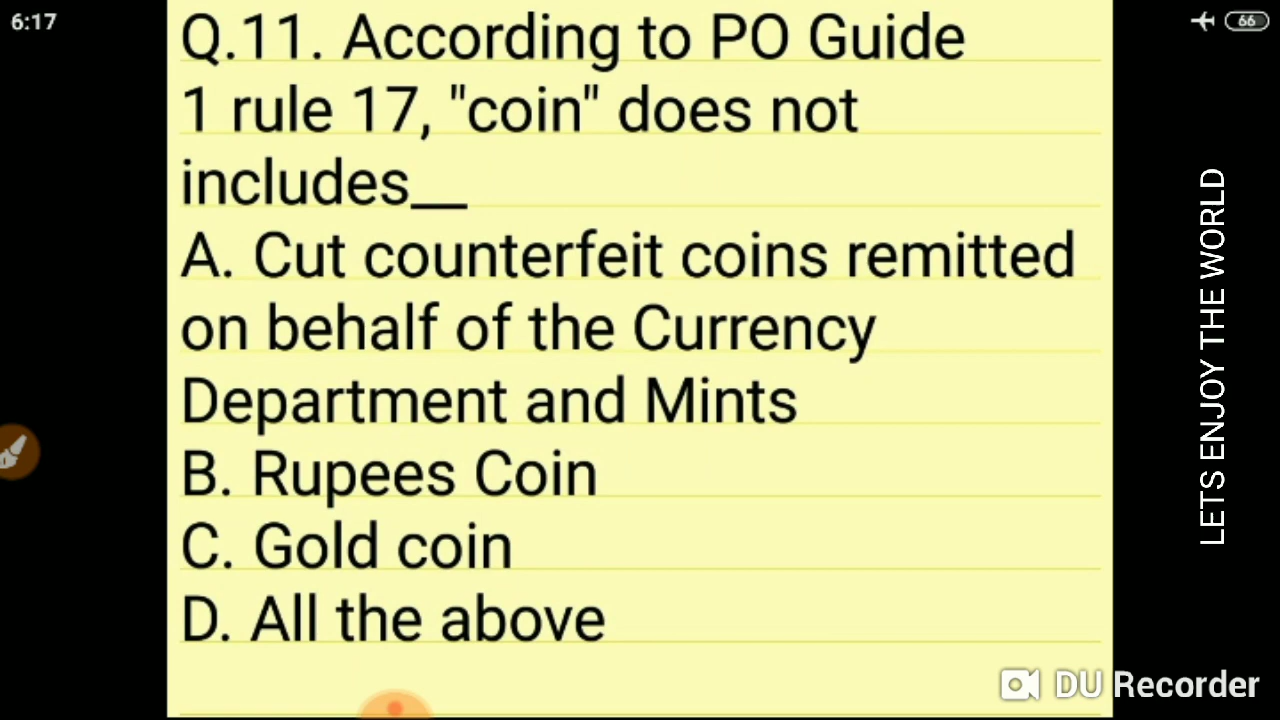 6:17
66
Q.11. According to PO Guide
1 rule 17, "coin" does not
includes__
A. Cut counterfeit coins remitted
on behalf of the Currency
Department and Mints
B. Rupees Coin
C. Gold coin
D. All the above
LETS ENJOY THE WORLD
DU Recorder